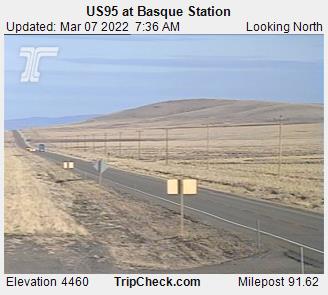 US95 at Basque Station
Updated: Mar 07 2022 7:36 AM Looking North
Elevation 4460 TripCheck.com Milepost 91.62